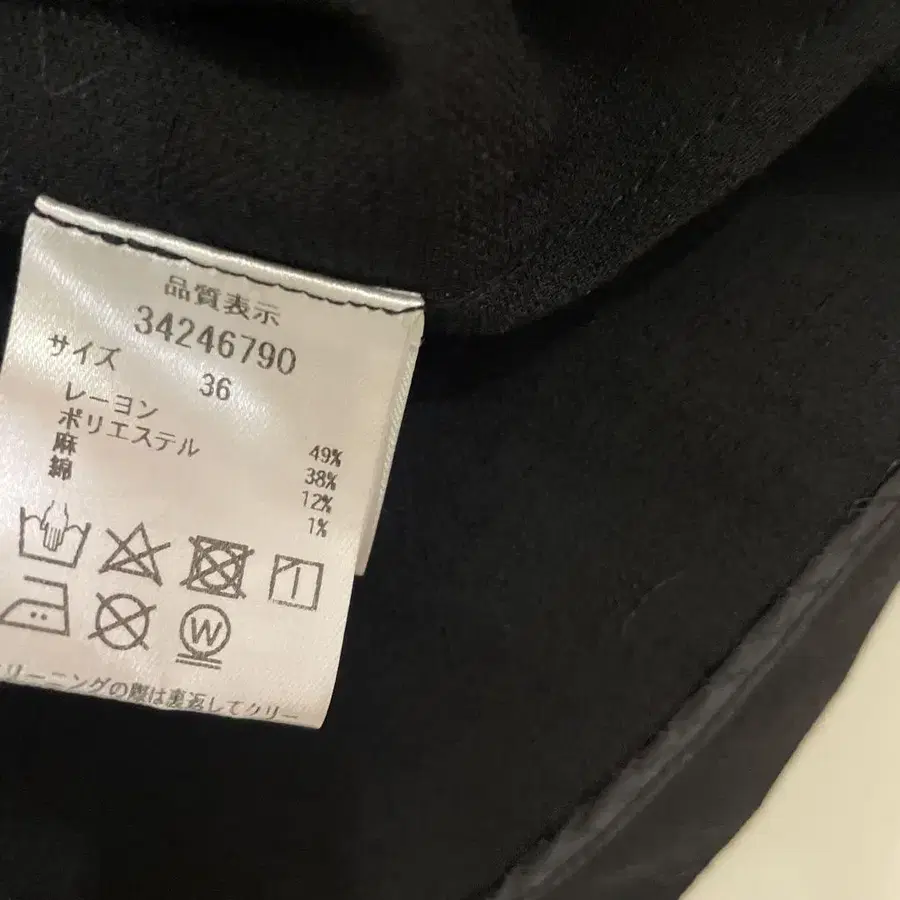 品質表示
34246790
サイズ
36
レーヨン 49%
ポリエステル 38%
麻 12%
綿 1%
W
リーニングの際は裏返してクリー